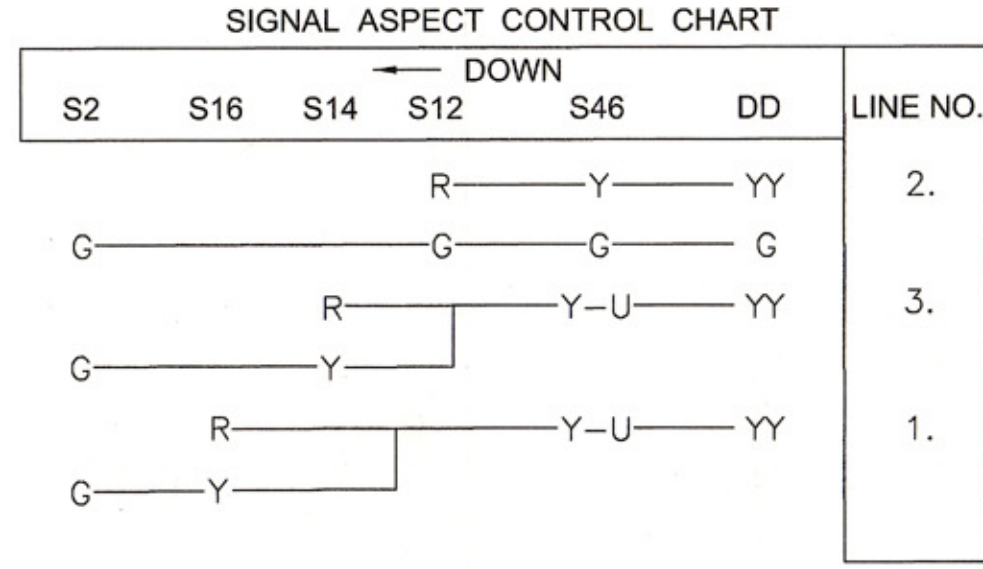 SIGNAL ASPECT CONTROL CHART
DOWN
S2 S16 S14 S12 S46 DD LINE NO.
R Y YY 2.
G G G G
R Y-U YY 3.
G Y
R Y-U YY 1.
G Y